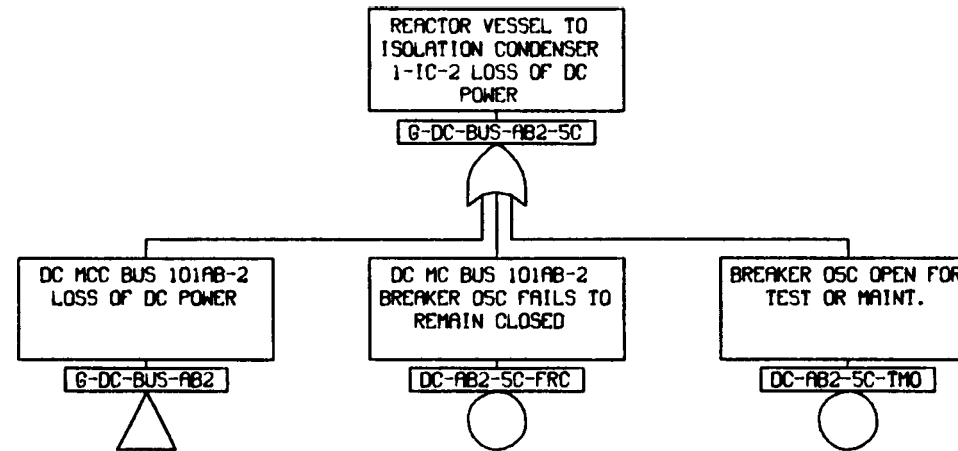 REACTOR VESSEL TO
ISOLATION CONDENSER
1-IC-2 LOSS OF DC
POWER
G-DC-BUS-AB2-5C
DC MCC BUS 101AB-2
LOSS OF DC POWER
G-DC-BUS-AB2
DC MC BUS 101AB-2
BREAKER 05C FAILS TO
REMAIN CLOSED
DC-AB2-5C-FRC
BREAKER 05C OPEN FOR
TEST OR MAINT.
DC-AB2-5C-TMO